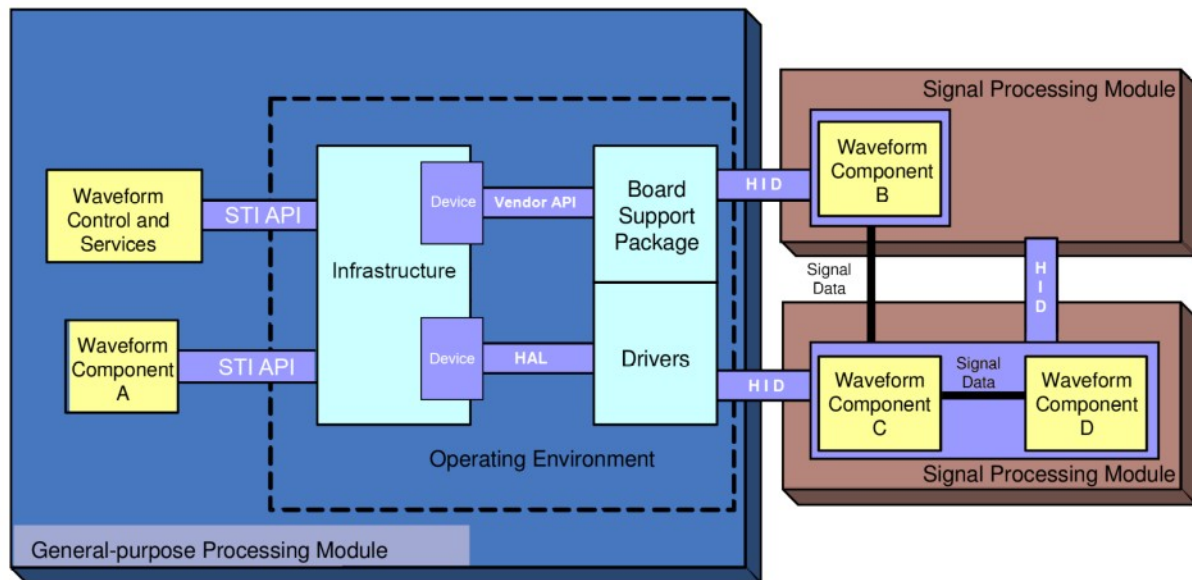 Signal Processing Module
Waveform
Component
B
HID
Waveform
Control and
Services
STI API
Device
Vendor API
Board
Support
Package
Infrastructure
Signal
Data
HID
Waveform
Component
A
STI API
Device
HAL
Drivers
HID
Waveform
Component
C
Signal
Data
Waveform
Component
D
Operating Environment
Signal Processing Module
General-purpose Processing Module